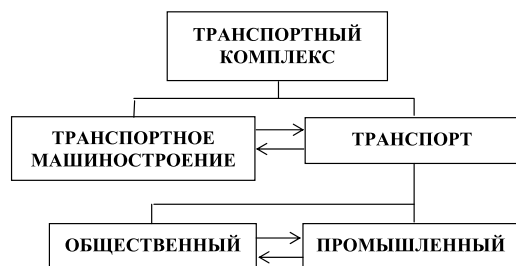 ТРАНСПОРТНЫЙ
КОМПЛЕКС
ТРАНСПОРТНОЕ
МАШИНОСТРОЕНИЕ
ТРАНСПОРТ
ОБЩЕСТВЕННЫЙ
ПРОМЫШЛЕННЫЙ